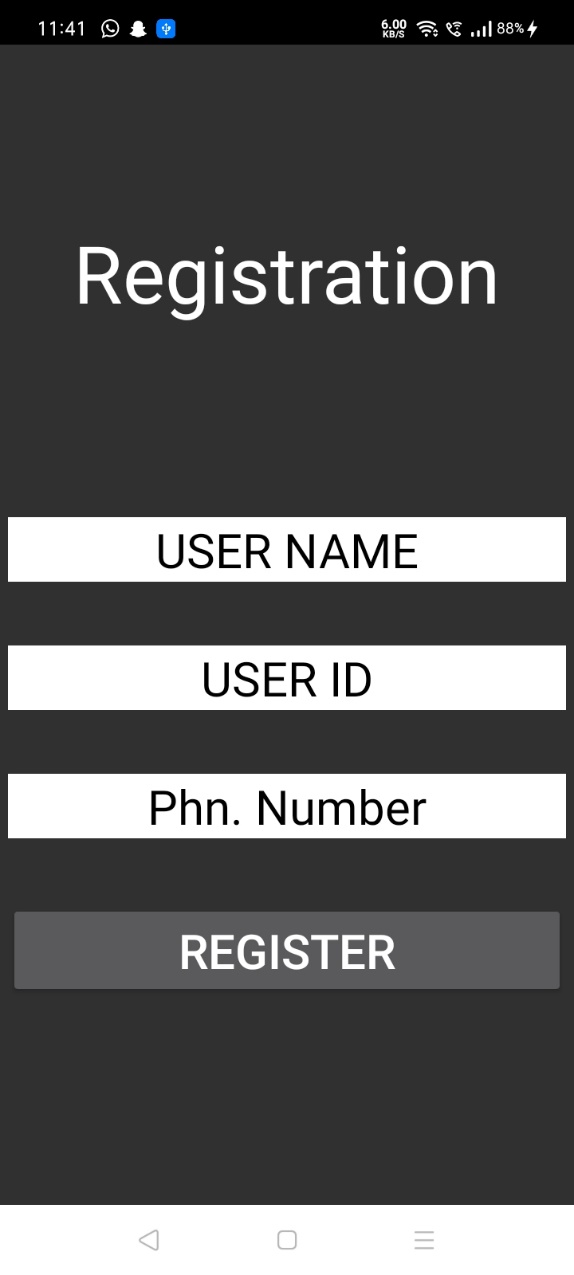 11:41 6.00 KB/S 88%
Registration
USER NAME
USER ID
Phn. Number
REGISTER